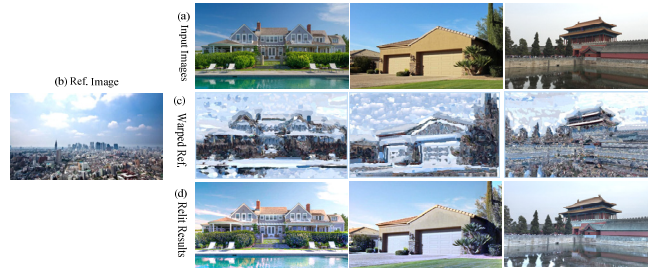 (a)
Input Images
(b) Ref. Image
(c)
Warped Ref.
(d)
Relit Results